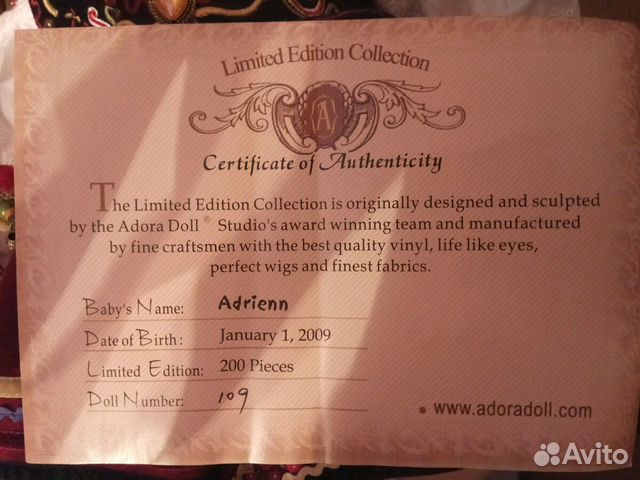 Limited Edition Collection
A
Certificate of Authenticity
The Limited Edition Collection is originally designed and sculpted
by the Adora Doll® Studio's award winning team and manufactured
by fine craftsmen with the best quality vinyl, life like eyes,
perfect wigs and finest fabrics.
Baby's Name: Adrienn
Date of Birth: January 1, 2009
Limited Edition: 200 Pieces
Doll Number: 109
• www.adoradoll.com
Avito